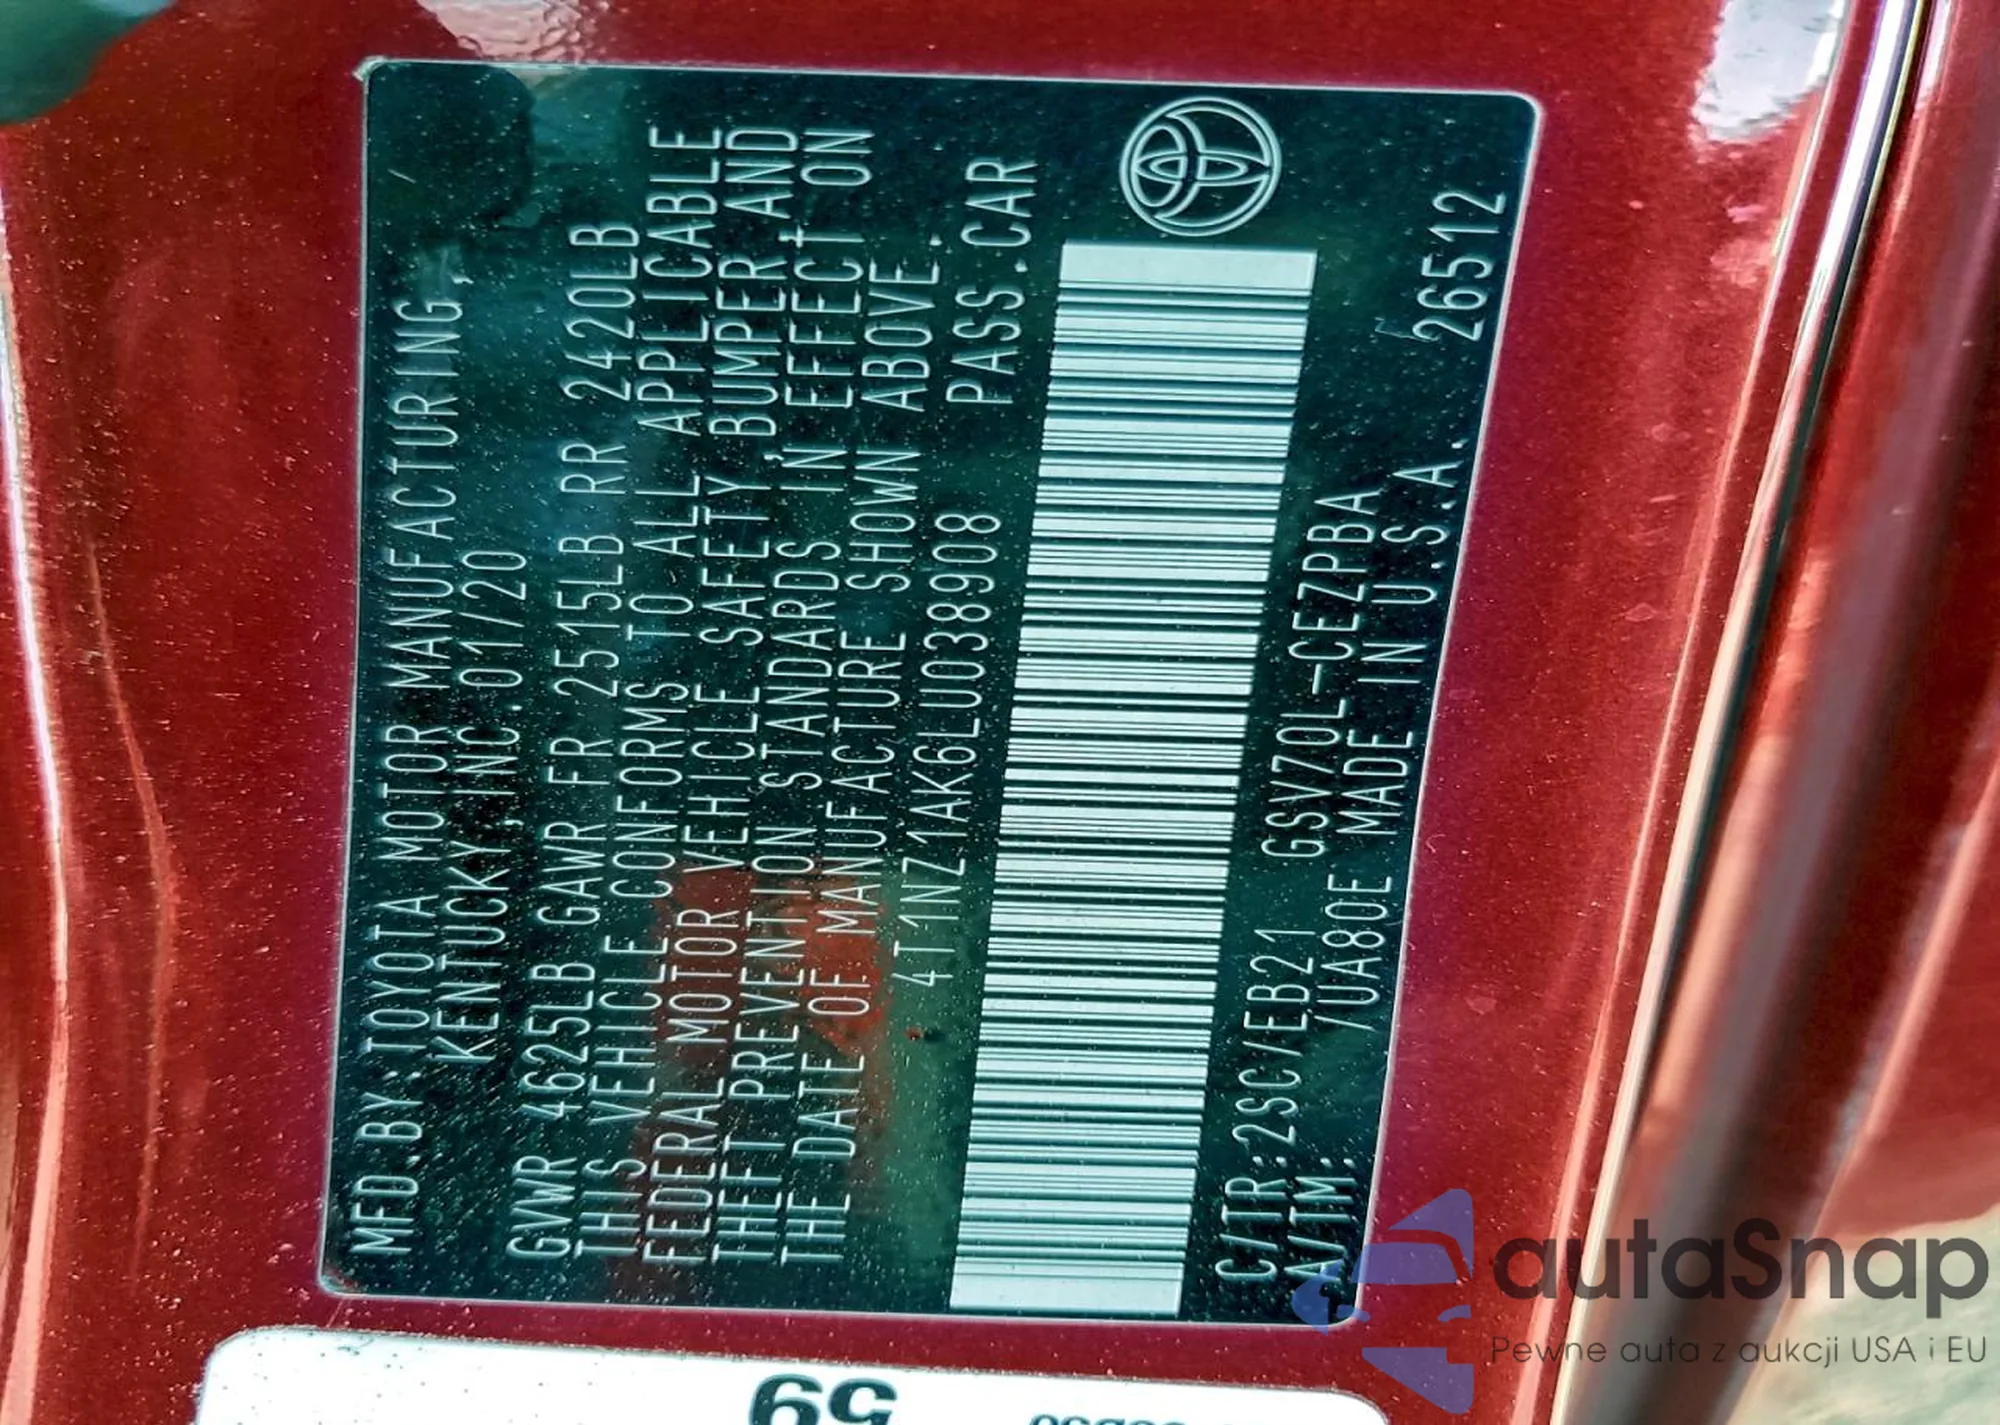 MFD.BY:TOYOTA MOTOR MANUFACTURING,
KENTUCKY,INC.01/20
GVWR 4625LB GAWR FR 2515LB RR 2420LB
THIS VEHICLE CONFORMS TO ALL APPLICABLE
FEDERAL MOTOR VEHICLE SAFETY,BUMPER,AND
THEFT PREVENTION STANDARDS IN EFFECT ON
THE DATE OF MANUFACTURE SHOWN ABOVE.
4T1NZ1AK6LU038908 PASS.CAR
C/TR:2SC/EB21 GSV70L-CEZPBA
A/TM: /UA80E MADE IN U.S.A. 26512
59
autaSnap
Pewne auta z aukcji USA i EU